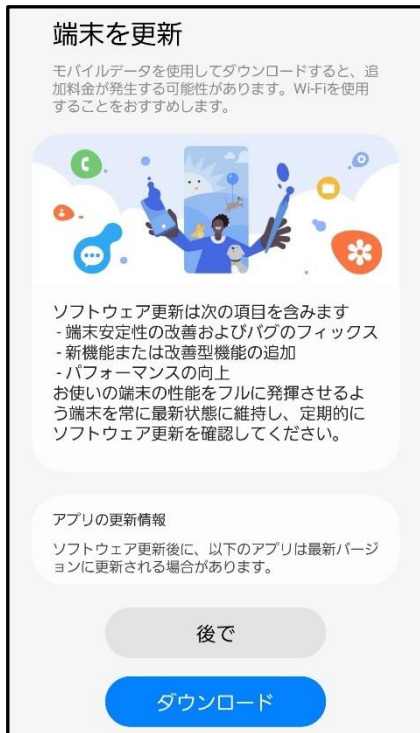 端末を更新
モバイルデータを使用してダウンロードすると、追
加料金が発生する可能性があります。Wi-Fiを使用
することをおすすめします。
ソフトウェア更新は次の項目を含みます
- 端末安定性の改善およびバグのフィックス
- 新機能または改善型機能の追加
- パフォーマンスの向上
お使いの端末の性能をフルに発揮させるよ
う端末を常に最新状態に維持し、定期的に
ソフトウェア更新を確認してください。
アプリの更新情報
ソフトウェア更新後に、以下のアプリは最新バージ
ョンに更新される場合があります。
後で
ダウンロード